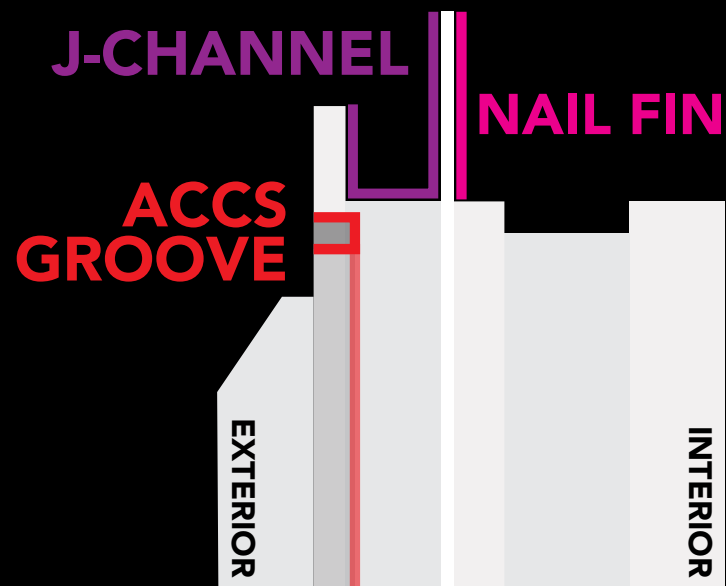 J-CHANNEL
NAIL FIN
ACCS
GROOVE
EXTERIOR
INTERIOR